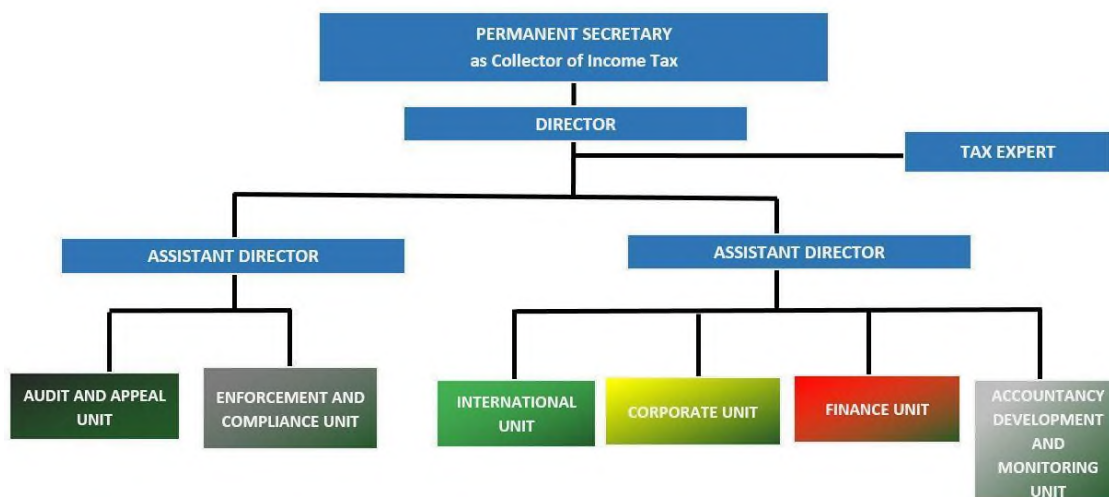 PERMANENT SECRETARY
as Collector of Income Tax
DIRECTOR
TAX EXPERT
ASSISTANT DIRECTOR
ASSISTANT DIRECTOR
AUDIT AND APPEAL
UNIT
ENFORCEMENT AND
COMPLIANCE UNIT
INTERNATIONAL
UNIT
CORPORATE UNIT
FINANCE UNIT
ACCOUNTANCY
DEVELOPMENT
AND
MONITORING
UNIT